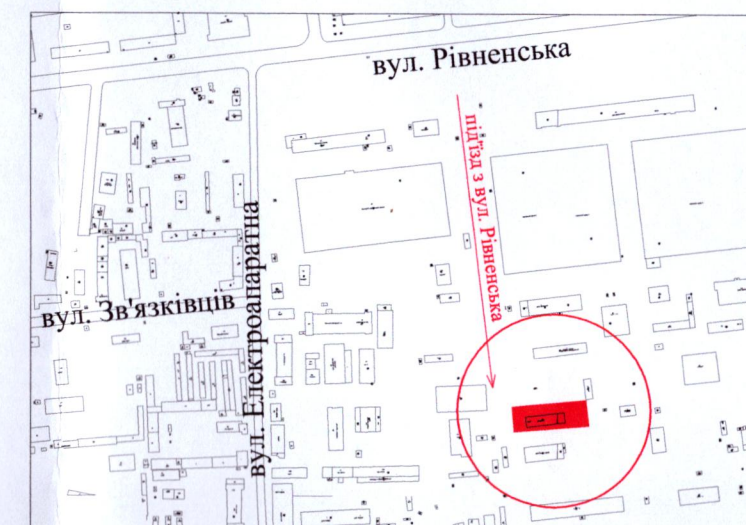 вул. Рівненська
під'їзд з вул. Рівненська
вул. Електроапаратна
вул. Зв'язківців